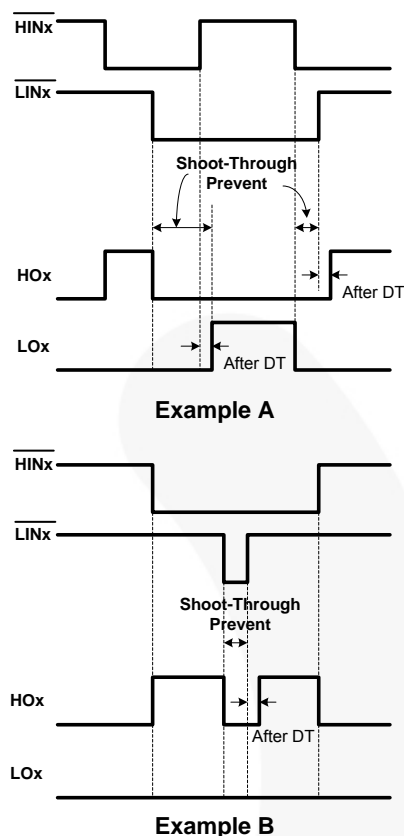 HINx
LINx
Shoot-Through
Prevent
HOx
After DT
LOx
After DT
Example A
HINx
LINx
Shoot-Through
Prevent
HOx
After DT
LOx
Example B